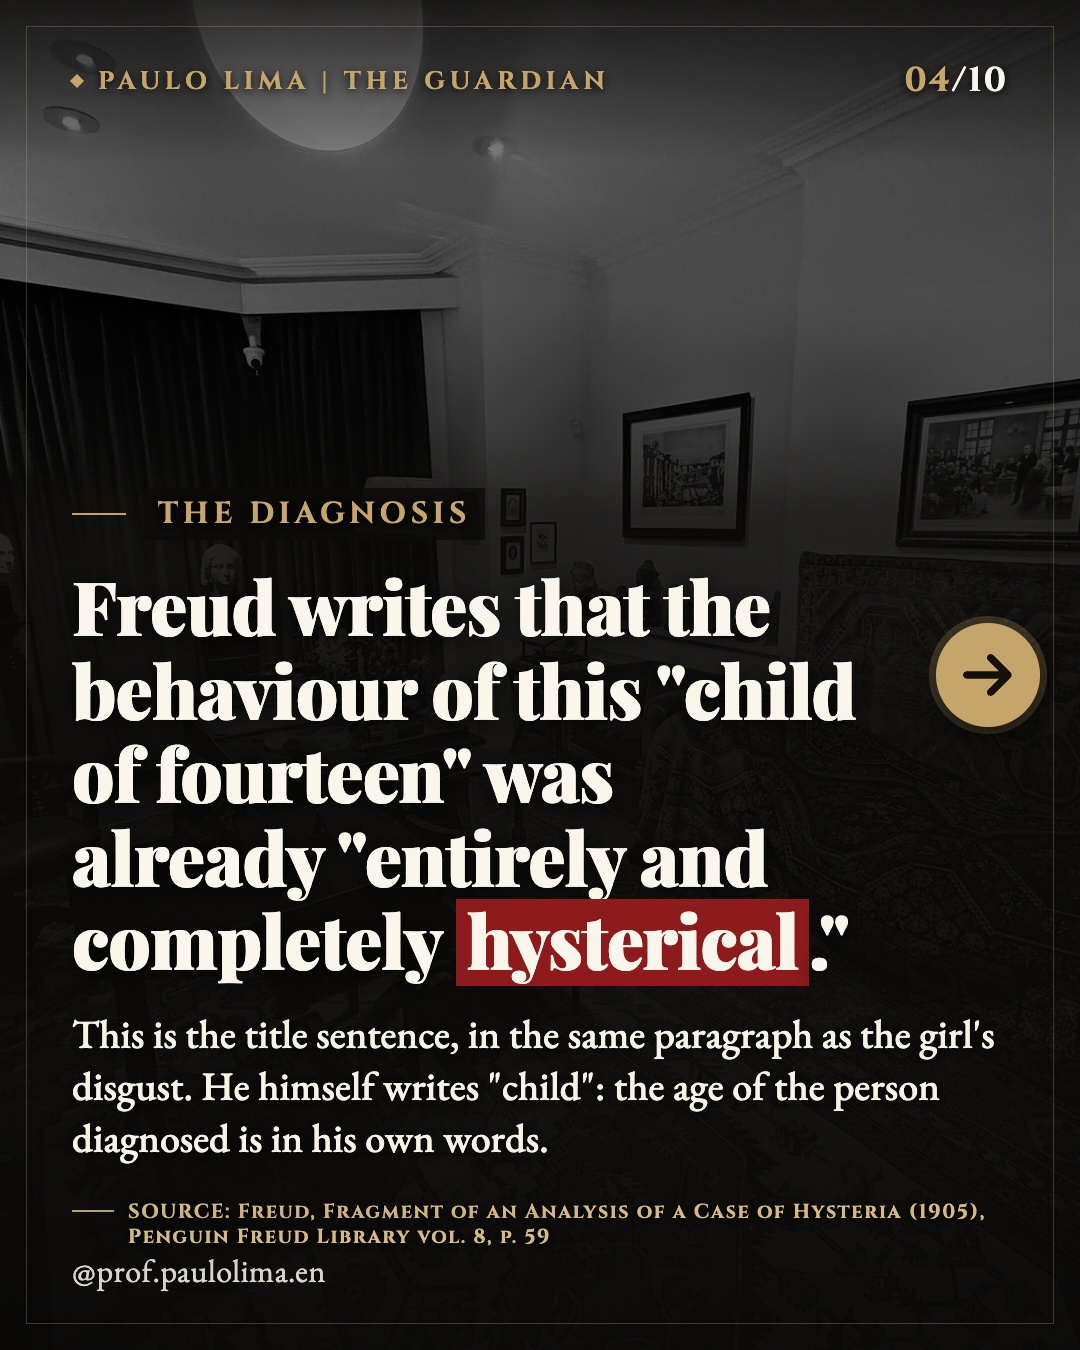 PAULO LIMA | THE GUARDIAN
04/10
THE DIAGNOSIS
Freud writes that the
behaviour of this "child
of fourteen" was
already "entirely and
completely hysterical."
This is the title sentence, in the same paragraph as the girl's
disgust. He himself writes "child": the age of the person
diagnosed is in his own words.
SOURCE: Freud, Fragment of an Analysis of a Case of Hysteria (1905),
Penguin Freud Library vol. 8, p. 59
@prof.paulolima.en